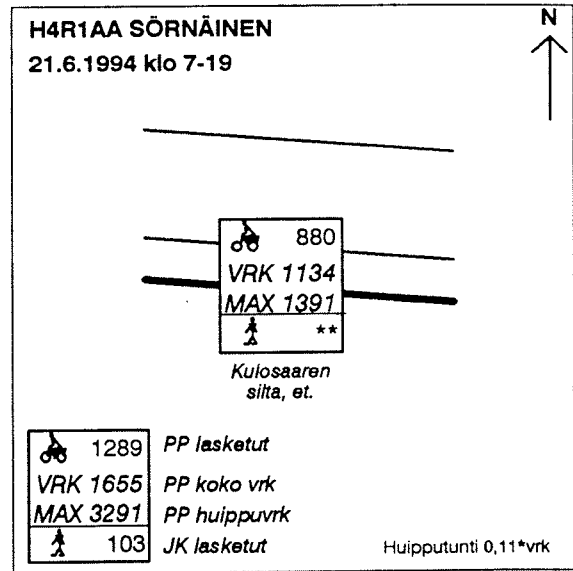 H4R1AA SÖRNÄINEN
21.6.1994 klo 7-19
N
880
VRK 1134
MAX 1391
**
Kulosaaren
silta, et.
1289 PP lasketut
VRK 1655 PP koko vrk
MAX 3291 PP huippuvrk
103 JK lasketut
Huipputunti 0,11*vrk